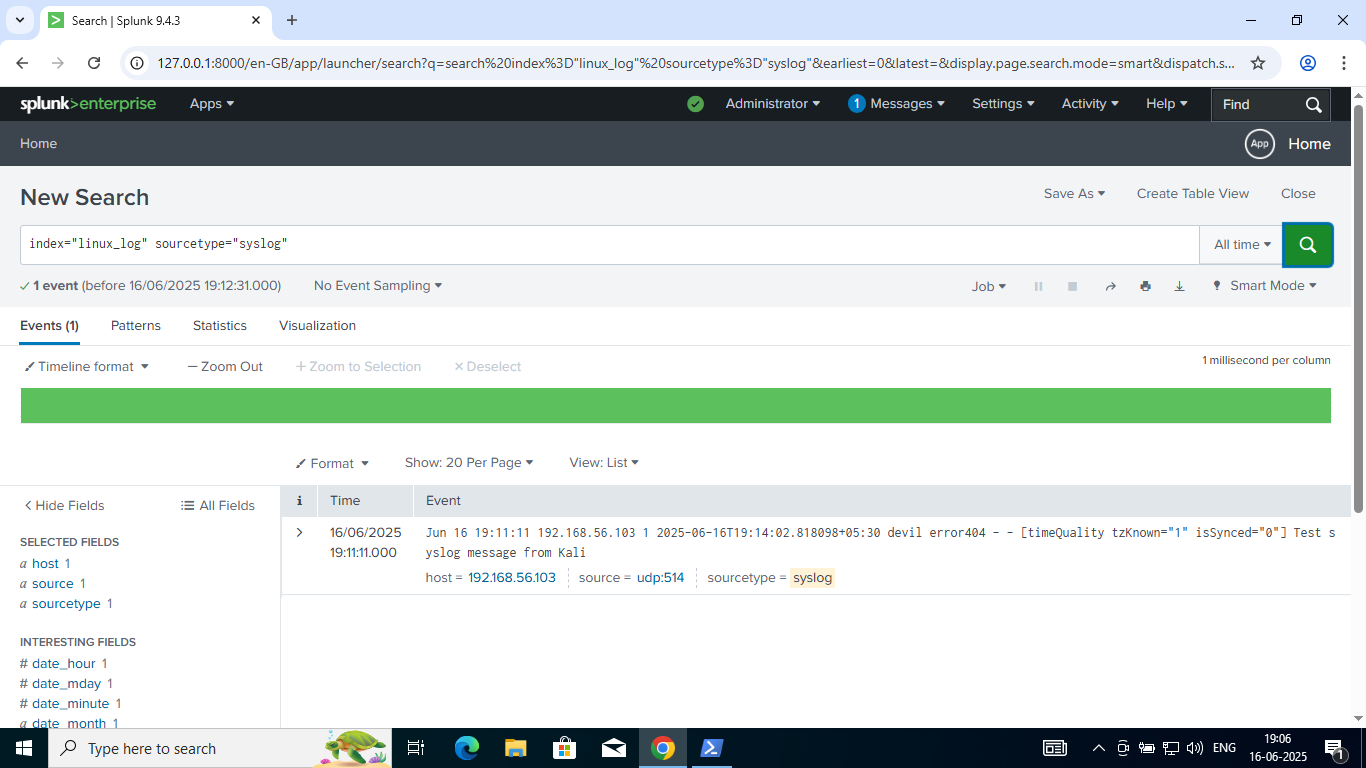 Search | Splunk 9.4.3
127.0.0.1:8000/en-GB/app/launcher/search?q=search%20index%3D"linux_log"%20sourcetype%3D"syslog"&earliest=0&latest=&display.page.search.mode=smart&dispatch.s...
splunk>enterprise Apps Administrator 1 Messages Settings Activity Help Find
Home App Home
New Search Save As Create Table View Close
index="linux_log" sourcetype="syslog" All time
1 event (before 16/06/2025 19:12:31.000) No Event Sampling Job Smart Mode
Events (1) Patterns Statistics Visualization
Timeline format — Zoom Out + Zoom to Selection × Deselect 1 millisecond per column
Format Show: 20 Per Page View: List
< Hide Fields All Fields i Time Event
SELECTED FIELDS
a host 1
a source 1
a sourcetype 1
INTERESTING FIELDS
# date_hour 1
# date_mday 1
# date_minute 1
a date_month 1
> 16/06/2025
19:11:11.000
Jun 16 19:11:11 192.168.56.103 1 2025-06-16T19:14:02.818098+05:30 devil error404 - - [timeQuality tzKnown="1" isSynced="0"] Test s
yslog message from Kali
host = 192.168.56.103 source = udp:514 sourcetype = syslog
Type here to search ENG 19:06
16-06-2025 1